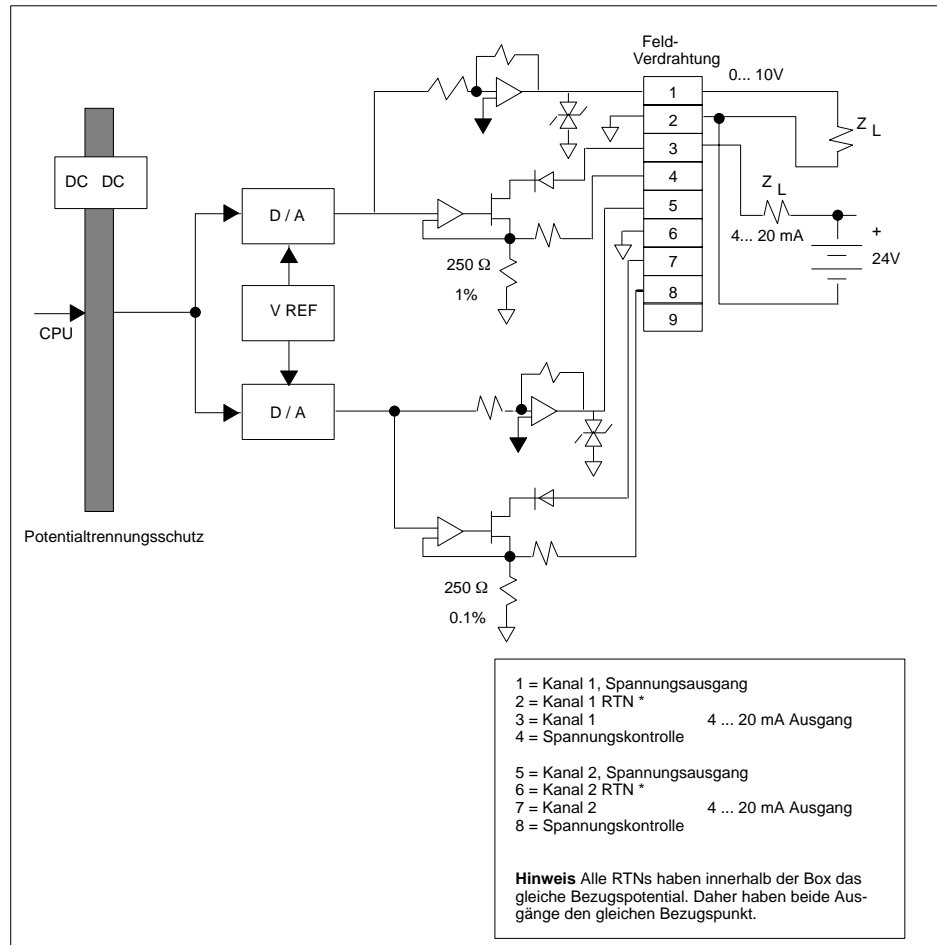 Feld-
Verdrahtung
0... 10V
1
2
3
4
5
6
7
8
9
Z L
Z L
4... 20 mA
+
24V
DC DC
D / A
V REF
D / A
CPU
250 Ω
1%
250 Ω
0.1%
Potentialtrennungsschutz
1 = Kanal 1, Spannungsausgang
2 = Kanal 1 RTN *
3 = Kanal 1 4 ... 20 mA Ausgang
4 = Spannungskontrolle
5 = Kanal 2, Spannungsausgang
6 = Kanal 2 RTN *
7 = Kanal 2 4 ... 20 mA Ausgang
8 = Spannungskontrolle
Hinweis Alle RTNs haben innerhalb der Box das
gleiche Bezugspotential. Daher haben beide Aus-
gänge den gleichen Bezugspunkt.